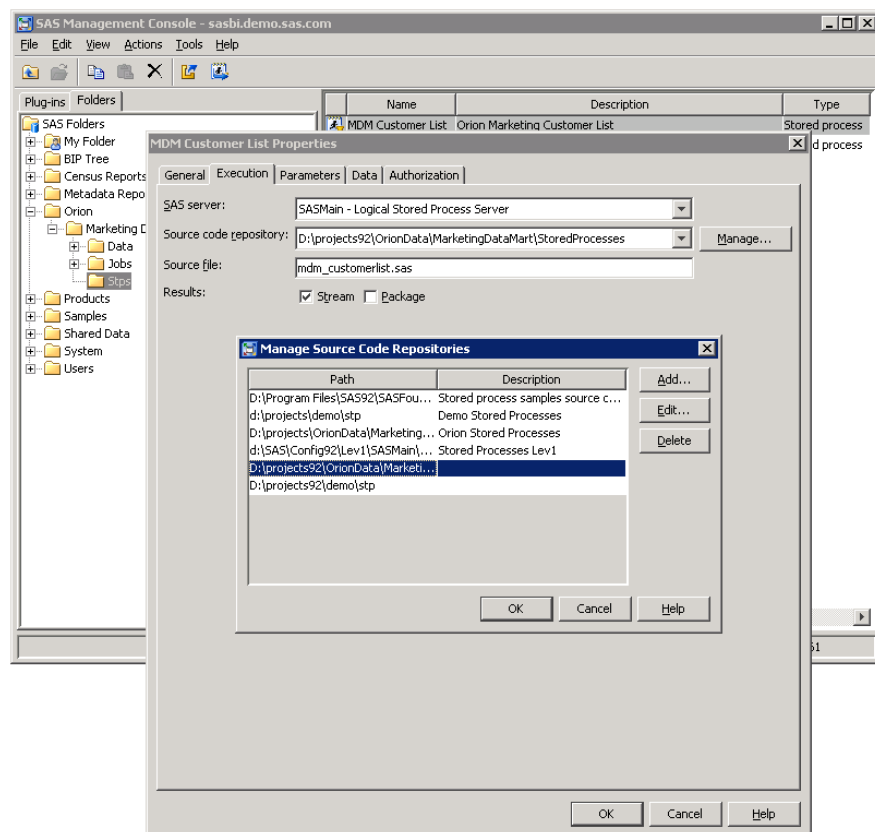 SAS Management Console - sasbi.demo.sas.com
File Edit View Actions Tools Help
Plug-ins Folders
Name Description Type
SAS Folders
MDM Customer List Orion Marketing Customer List Stored process
My Folder
d process
BIP Tree
Census Reports
Metadata Repo
Orion
Marketing D
Data
Jobs
Stps
Products
Samples
Shared Data
System
Users
MDM Customer List Properties
General Execution Parameters Data Authorization
SAS server: SASMain - Logical Stored Process Server
Source code repository: D:\projects92\OrionData\MarketingDataMart\StoredProcesses Manage...
Source file: mdm_customerlist.sas
Results: Stream Package
Manage Source Code Repositories
Path Description Add...
D:\Program Files\SAS92\SASFou... Stored process samples source c...
d:\projects\demo\stp Demo Stored Processes Edit...
D:\projects\OrionData\Marketing... Orion Stored Processes
d:\SAS\Config92\Lev1\SASMain\... Stored Processes Lev1 Delete
D:\projects92\OrionData\Marketi...
D:\projects92\demo\stp
OK Cancel Help
OK Cancel Help